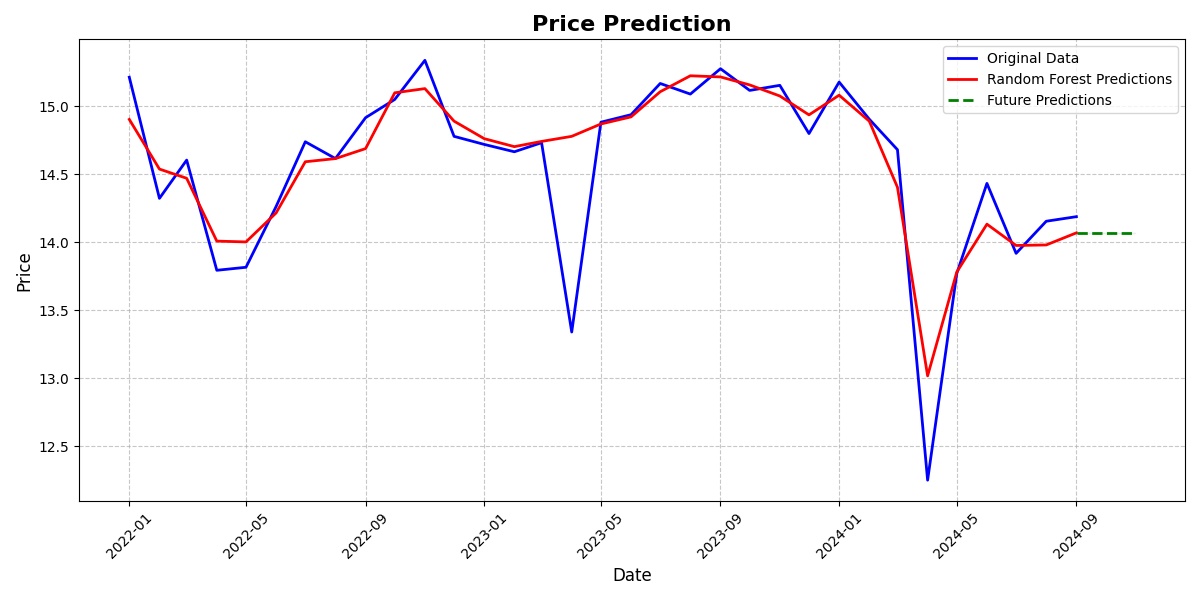 Price Prediction
Original Data
Random Forest Predictions
Future Predictions
Price
15.0
14.5
14.0
13.5
13.0
12.5
2022-01
2022-05
2022-09
2023-01
2023-05
2023-09
2024-01
2024-05
2024-09
Date